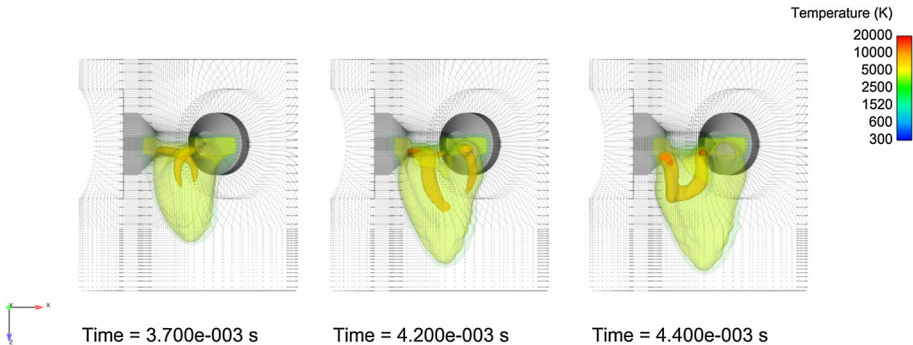 Temperature (K)
20000
10000
5000
2500
1520
600
300
x
z
Time = 3.700e-003 s
Time = 4.200e-003 s
Time = 4.400e-003 s